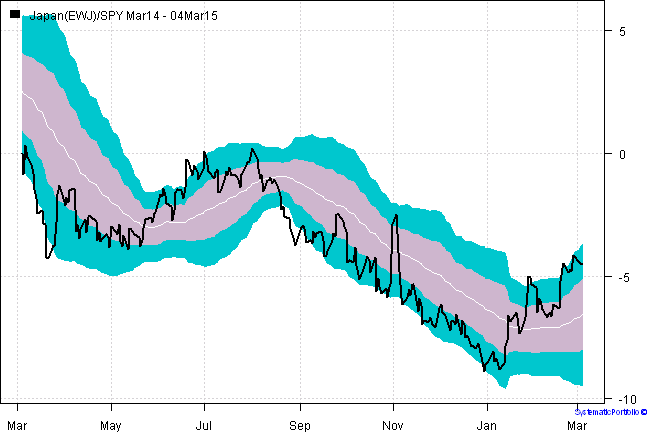 Japan(EWJ)/SPY Mar14 - 04Mar15
5
0
-5
-10
SystematicPortfolio ©
Mar May Jul Sep Nov Jan Mar